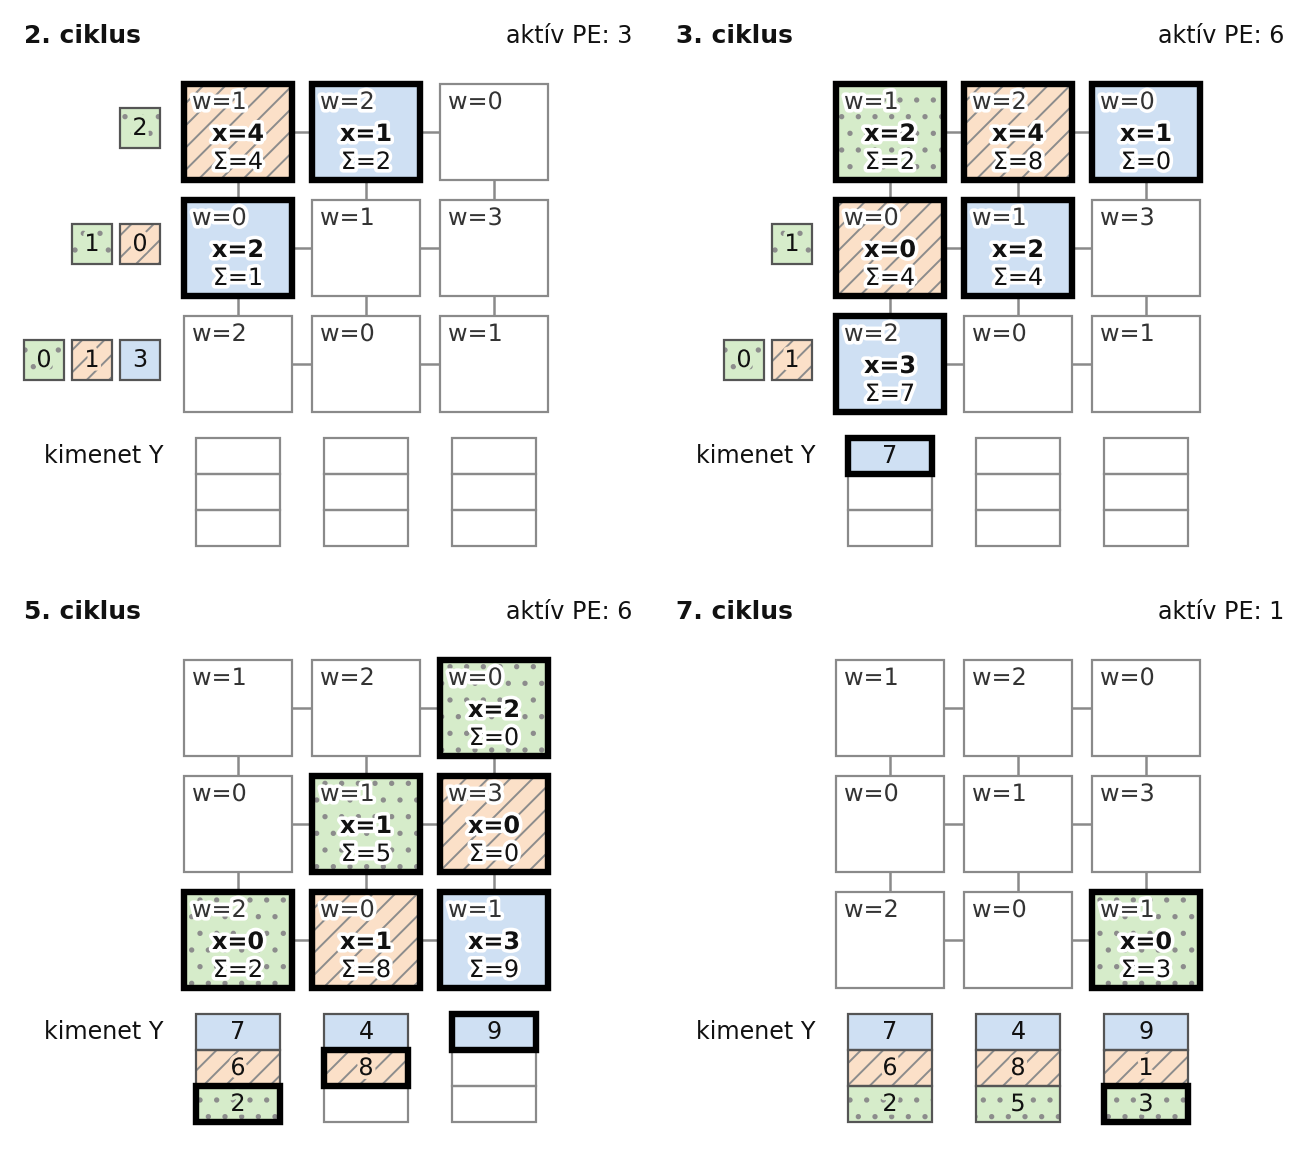 2. ciklus
aktív PE: 3
w=1 w=2 w=0
2 x=4 x=1
Σ=4 Σ=2
w=0 w=1 w=3
1 0 x=2
Σ=1
w=2 w=0 w=1
0 1 3
kimenet Y
3. ciklus
aktív PE: 6
w=1 w=2 w=0
x=2 x=4 x=1
Σ=2 Σ=8 Σ=0
w=0 w=1 w=3
1 x=0 x=2
Σ=4 Σ=4
w=2 w=0 w=1
0 1 x=3
Σ=7
kimenet Y 7
5. ciklus
aktív PE: 6
w=1 w=2 w=0
x=2
Σ=0
w=0 w=1 w=3
x=1 x=0
Σ=5 Σ=0
w=2 w=0 w=1
x=0 x=1 x=3
Σ=2 Σ=8 Σ=9
kimenet Y 7 4 9
6 8
2
7. ciklus
aktív PE: 1
w=1 w=2 w=0
w=0 w=1 w=3
w=2 w=0 w=1
x=0
Σ=3
kimenet Y 7 4 9
6 8 1
2 5 3